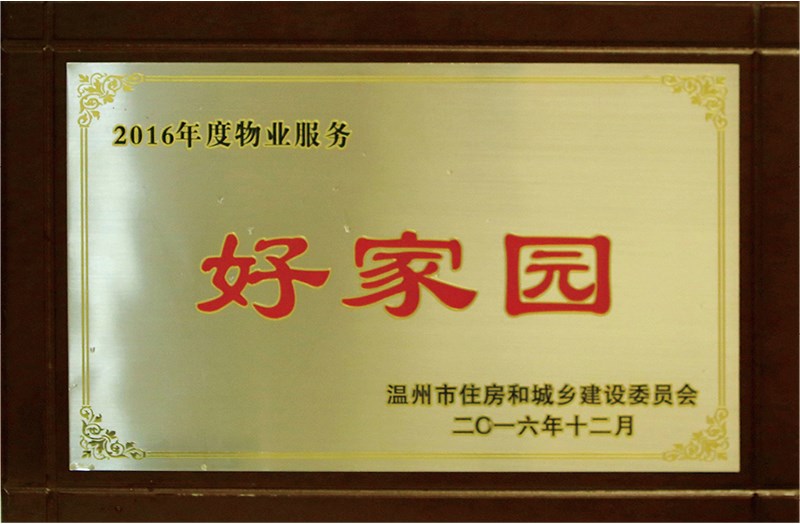 2016年度物业服务
好家园
温州市住房和城乡建设委员会
二〇一六年十二月